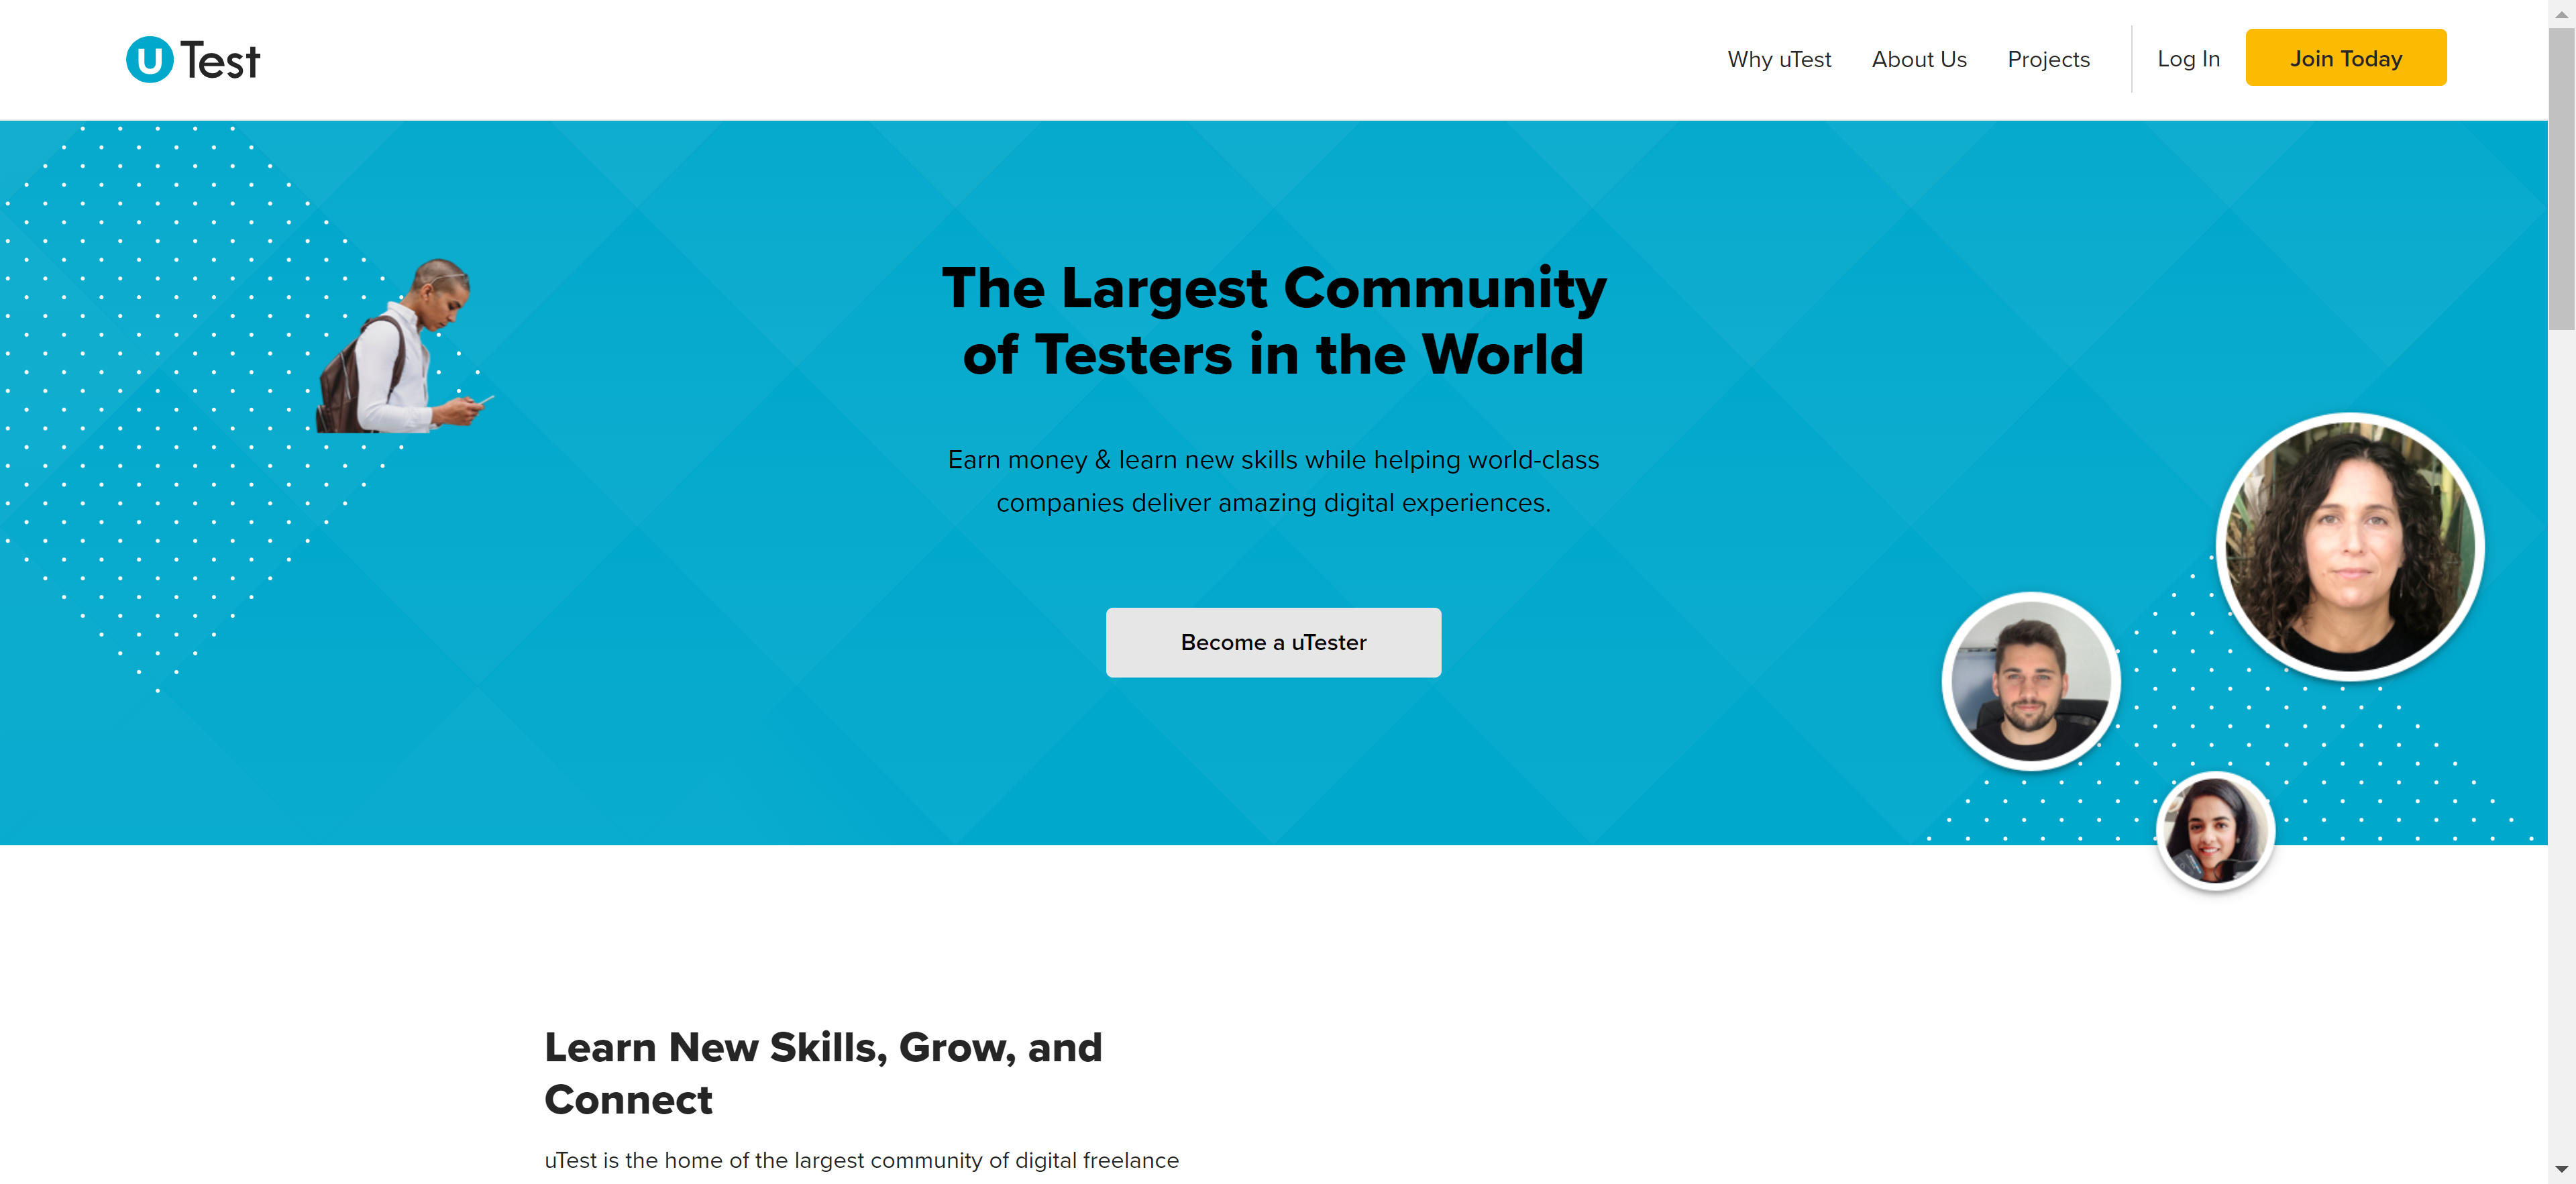 uTest
Why uTest
About Us
Projects
Log In
Join Today
The Largest Community
of Testers in the World
Earn money & learn new skills while helping world-class
companies deliver amazing digital experiences.
Become a uTester
Learn New Skills, Grow, and
Connect
uTest is the home of the largest community of digital freelance